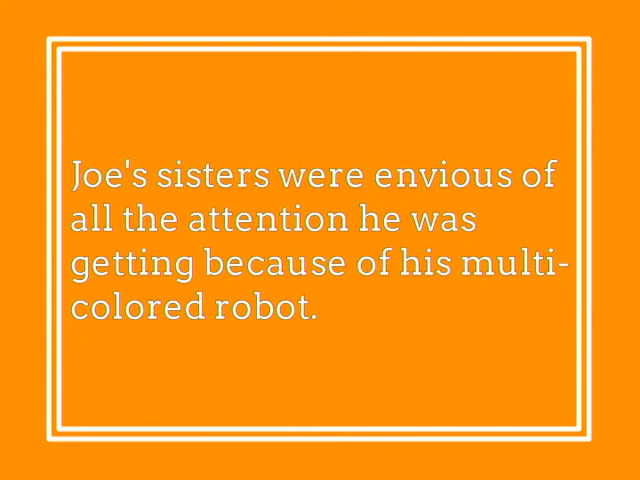 Joe's sisters were envious of
all the attention he was
getting because of his multi-
colored robot.